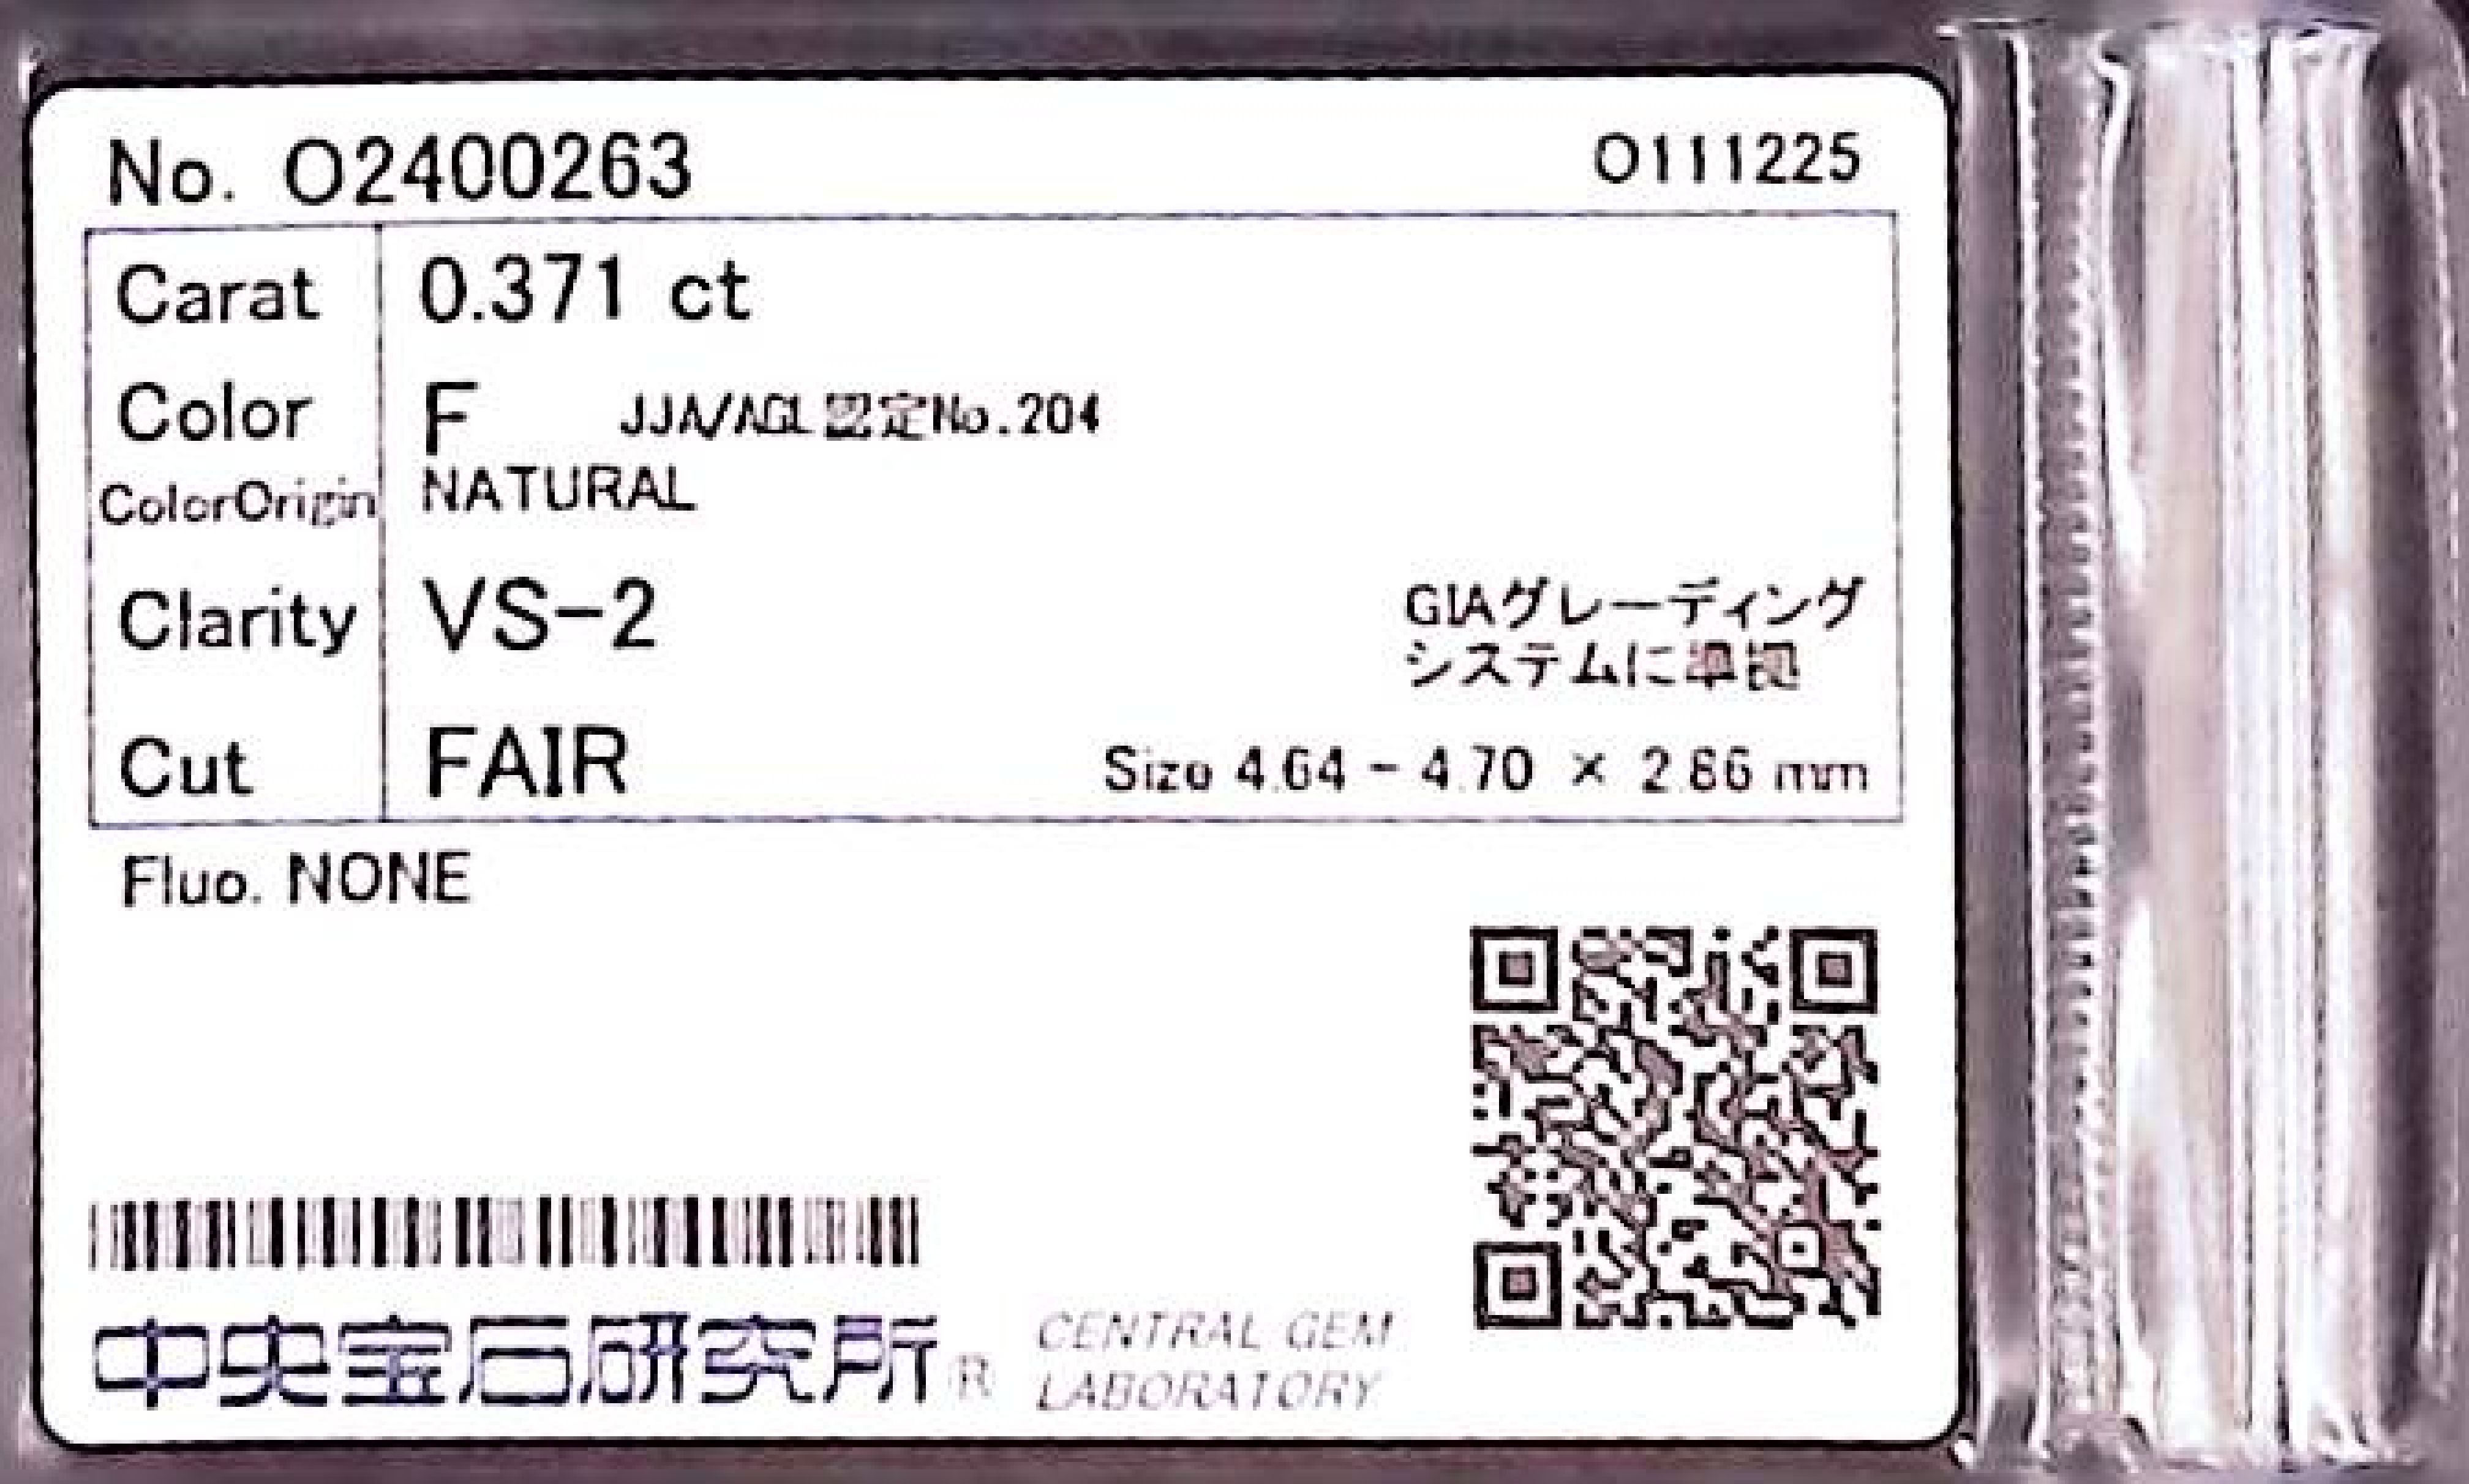 No. O2400263 O111225
Carat 0.371 ct
Color F JJA/AGL認定No.204
ColorOrigin NATURAL
Clarity VS-2 GIAグレーディング
システムに準拠
Cut FAIR Size 4.64 - 4.70 × 2.86 mm
Fluo. NONE
中央宝石研究所® CENTRAL GEM
LABORATORY